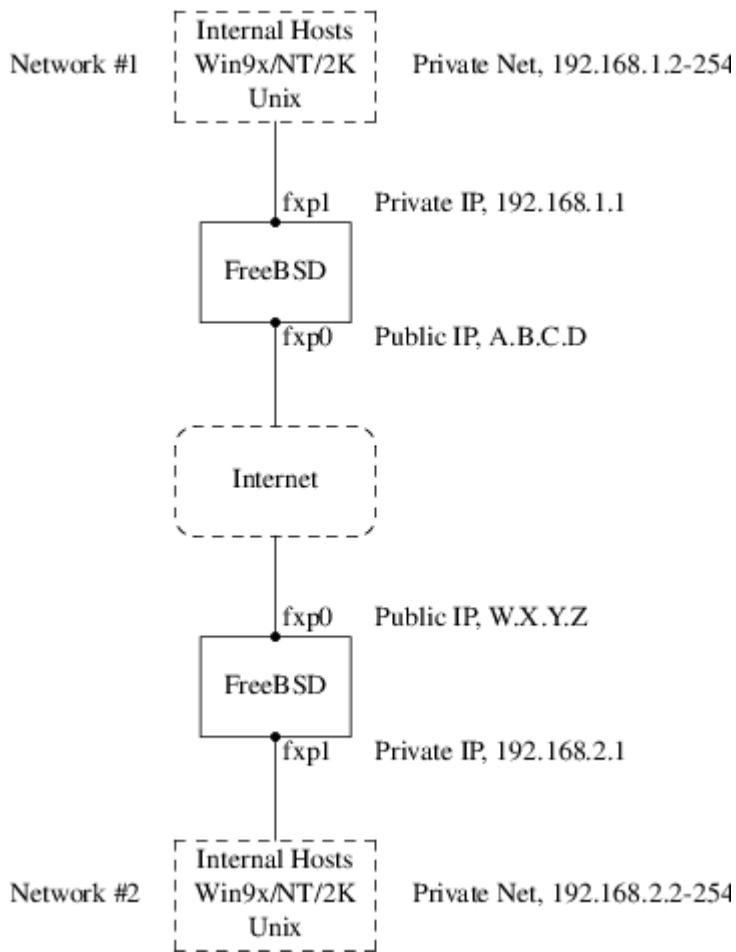 Internal Hosts
Network #1 Win9x/NT/2K Private Net, 192.168.1.2-254
Unix
fxp1 Private IP, 192.168.1.1
FreeBSD
fxp0 Public IP, A.B.C.D
Internet
fxp0 Public IP, W.X.Y.Z
FreeBSD
fxp1 Private IP, 192.168.2.1
Internal Hosts
Network #2 Win9x/NT/2K Private Net, 192.168.2.2-254
Unix